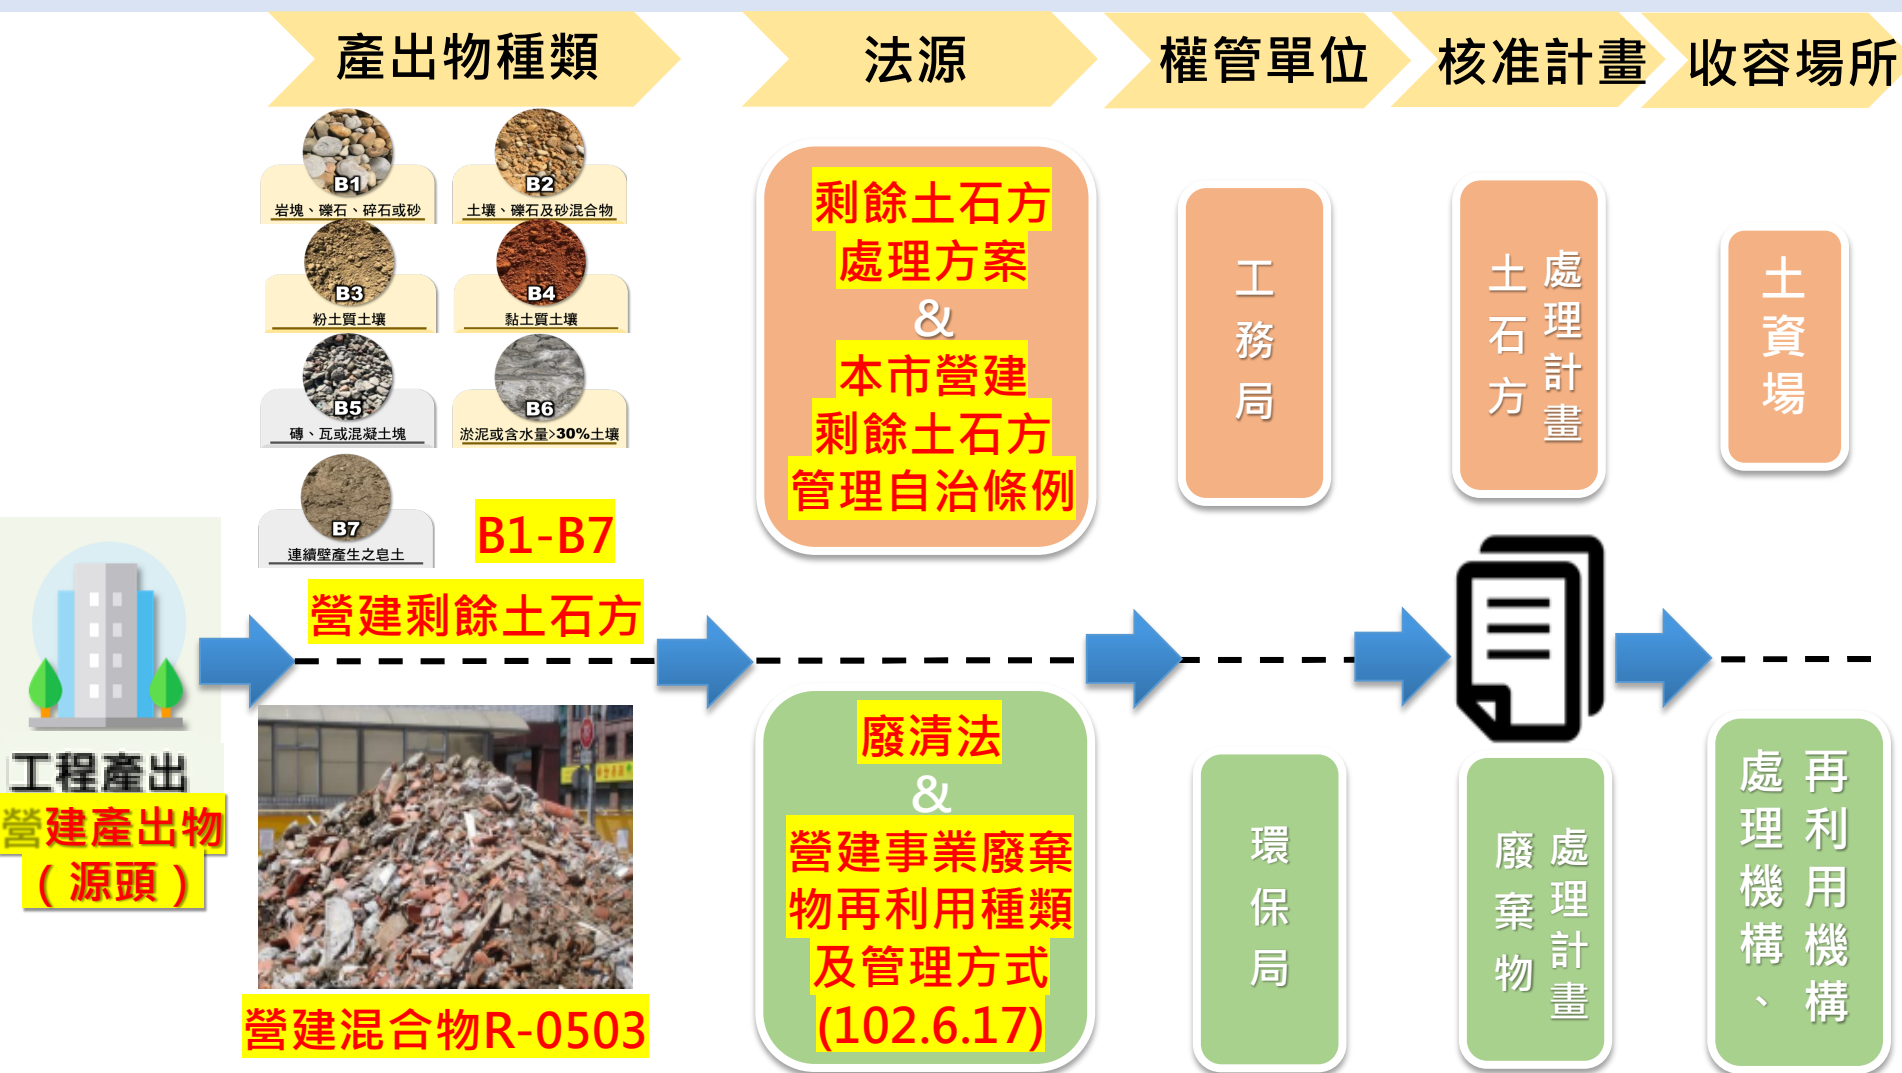 產出物種類
法源
權管單位
核准計畫
收容場所
B1
岩塊、礫石、碎石或砂
B2
土壤、礫石及砂混合物
B3
粉土質土壤
B4
黏土質土壤
B5
磚、瓦或混凝土塊
B6
淤泥或含水量>30%土壤
B7
連續壁產生之皂土
B1-B7
營建剩餘土石方
剩餘土石方
處理方案
&
本市營建
剩餘土石方
管理自治條例
工務局
土石方
處理計畫
土資場
工程產出
營建產出物
(源頭)
營建混合物R-0503
廢清法
&
營建事業廢棄
物再利用種類
及管理方式
(102.6.17)
環保局
廢棄物
處理計畫
處理機構、
再利用機構